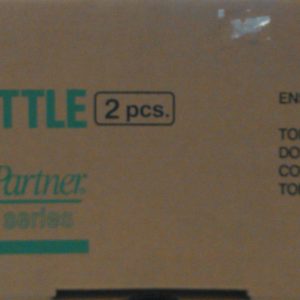 TTLE 2 pcs.
Partner
series
EN
TO
DO
CO
TO